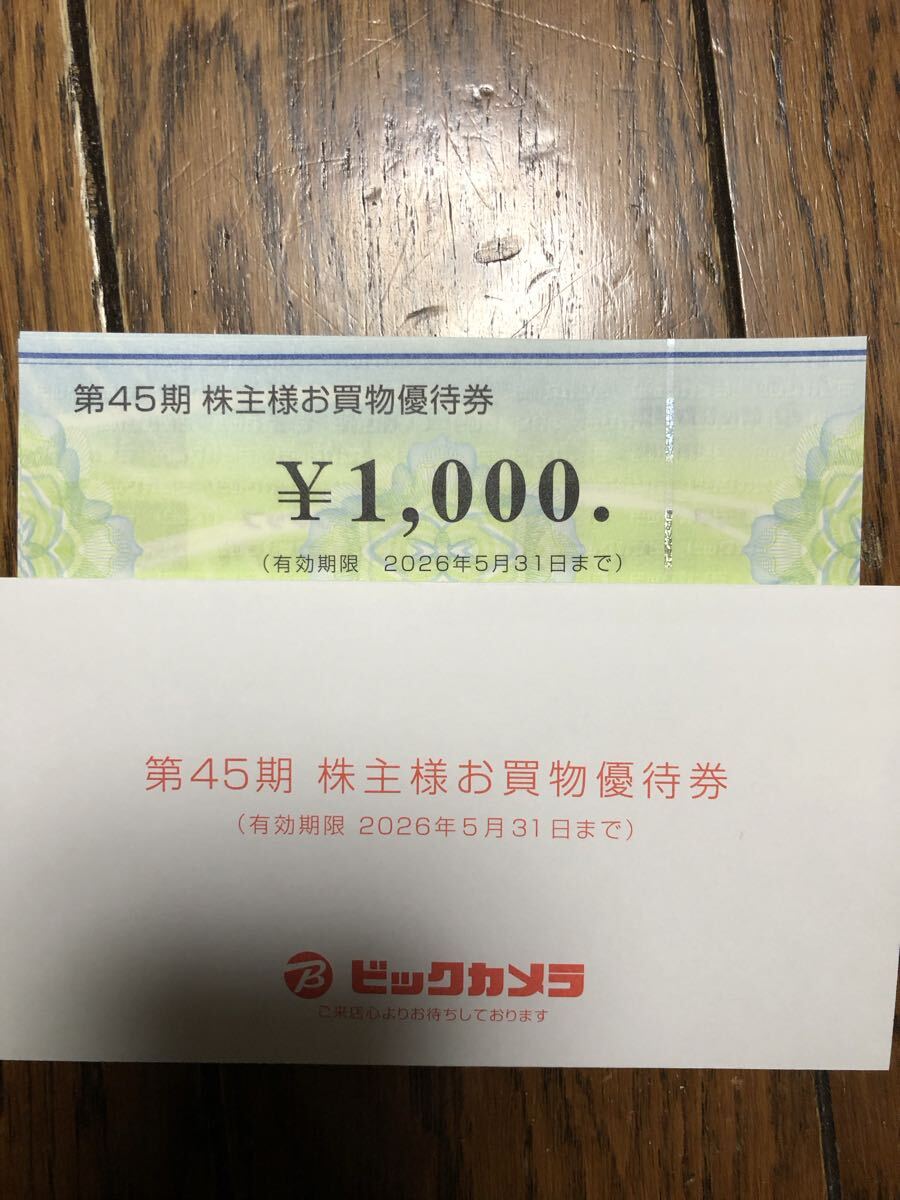 第45期 株主様お買物優待券
¥1,000.
（有効期限 2026年5月31日まで）
第45期 株主様お買物優待券
（有効期限 2026年5月31日まで）
B ビックカメラ
ご来店心よりお待ちしております